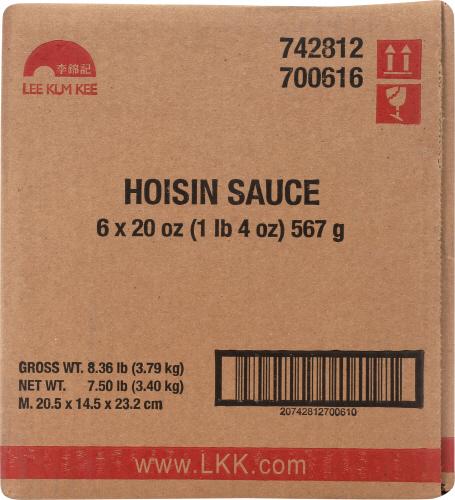 李錦記
LEE KUM KEE
742812
700616
HOISIN SAUCE
6 x 20 oz (1 lb 4 oz) 567 g
GROSS WT. 8.36 lb (3.79 kg)
NET WT. 7.50 lb (3.40 kg)
M. 20.5 x 14.5 x 23.2 cm
20742812700610
www.LKK.com